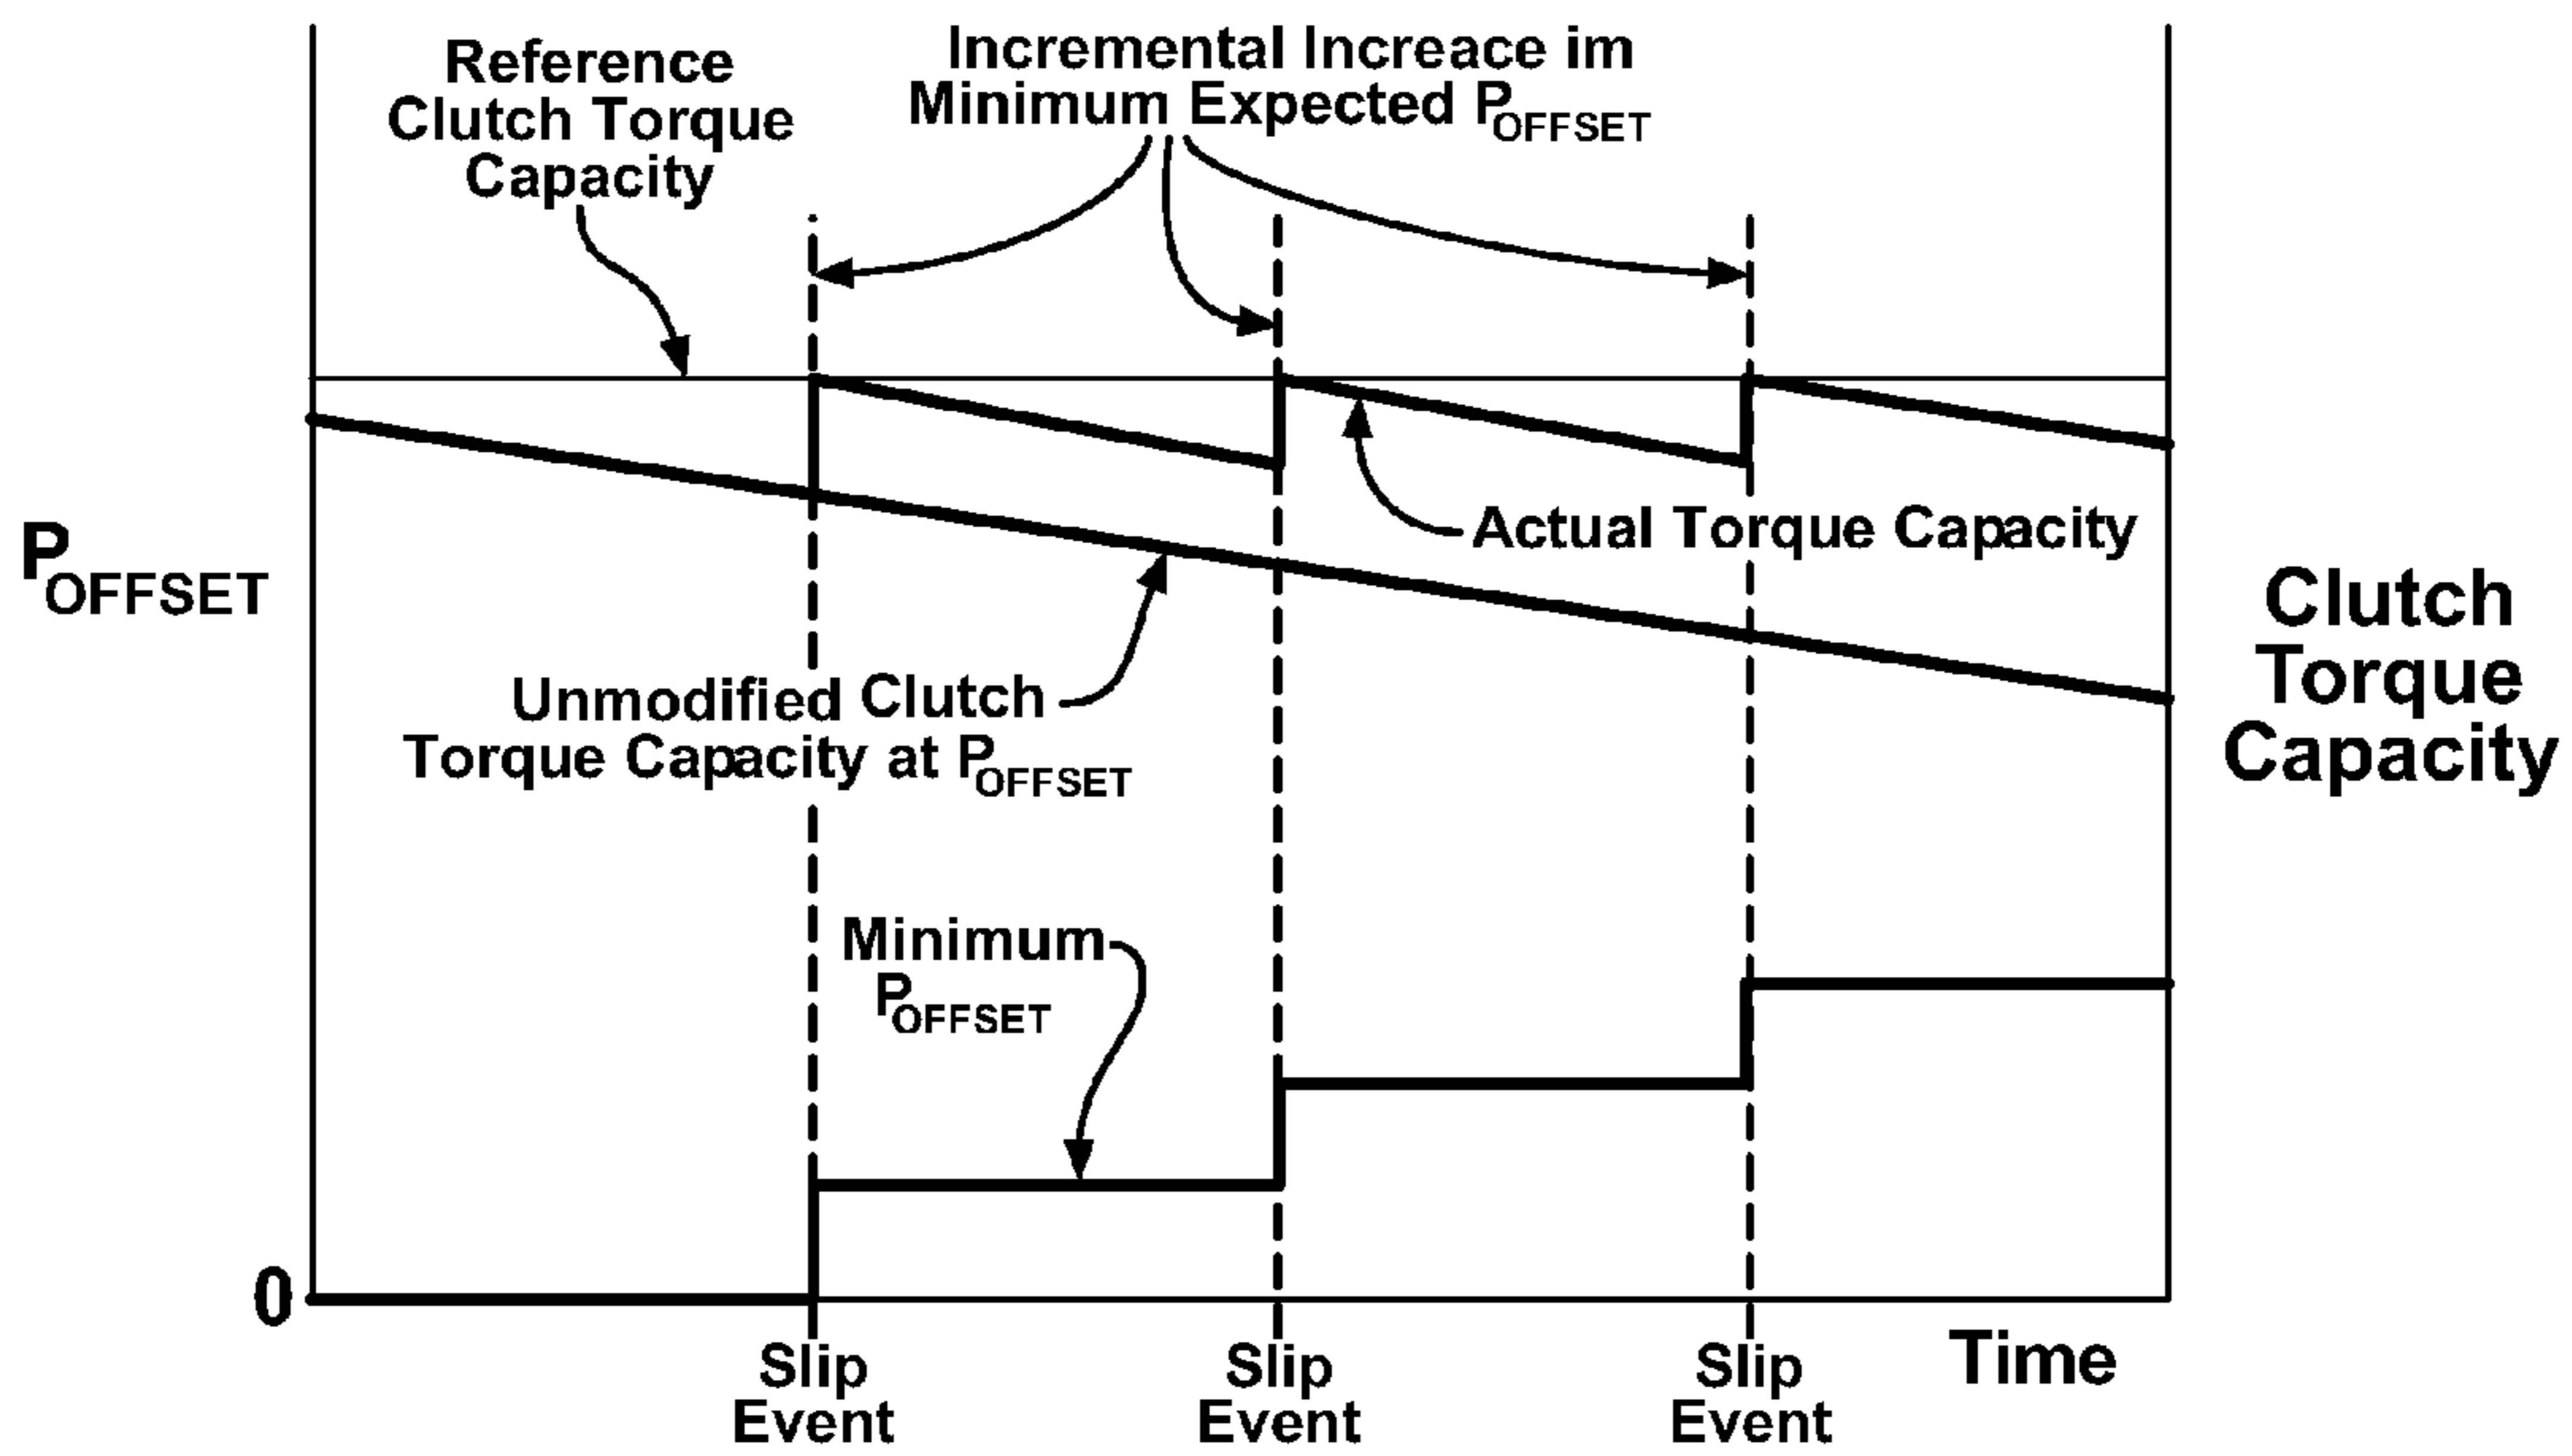 Reference
Clutch Torque
Capacity
Incremental Increace im
Minimum Expected POFFSET
POFFSET
Actual Torque Capacity
Clutch
Torque
Capacity
Unmodified Clutch
Torque Capacity at POFFSET
Minimum
POFFSET
0
Slip
Event
Slip
Event
Slip
Event
Time